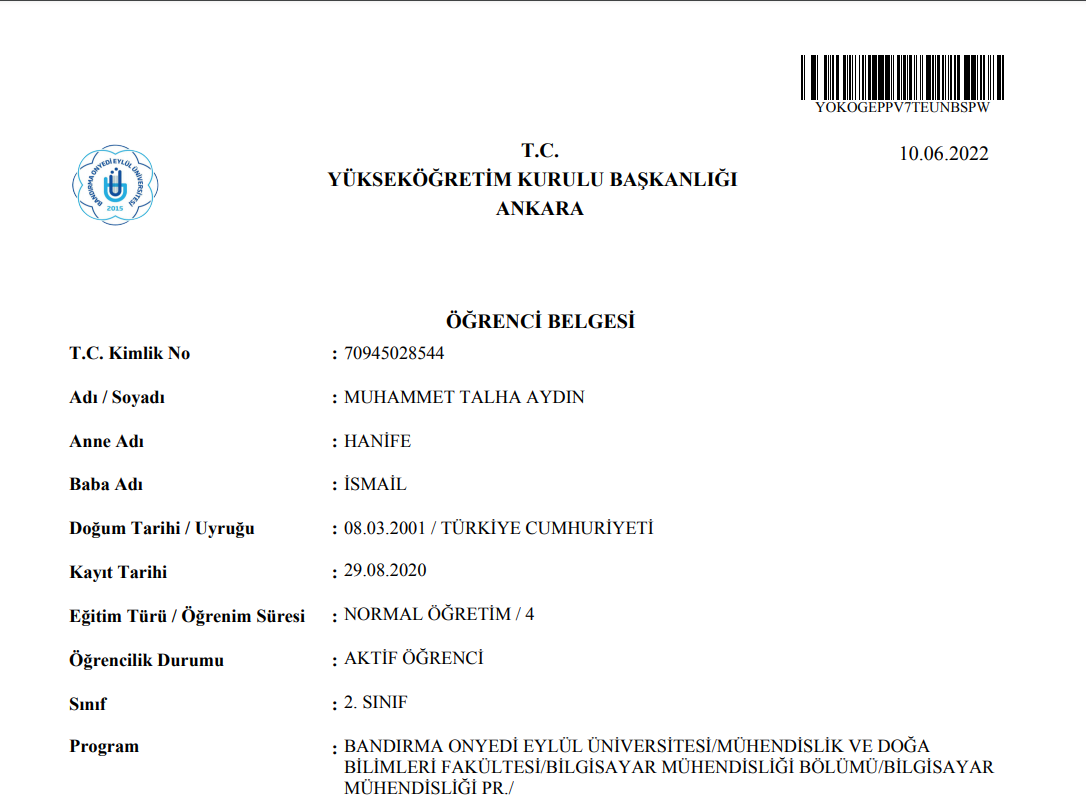 YOKOGEPPV7TEUNBSPW
10.06.2022
BANDIRMA ONYEDİ EYLÜL ÜNİVERSİTESİ
2015
T.C.
YÜKSEKÖĞRETİM KURULU BAŞKANLIĞI
ANKARA
ÖĞRENCİ BELGESİ
T.C. Kimlik No : 70945028544
Adı / Soyadı : MUHAMMET TALHA AYDIN
Anne Adı : HANİFE
Baba Adı : İSMAİL
Doğum Tarihi / Uyruğu : 08.03.2001 / TÜRKİYE CUMHURİYETİ
Kayıt Tarihi : 29.08.2020
Eğitim Türü / Öğrenim Süresi : NORMAL ÖĞRETİM / 4
Öğrencilik Durumu : AKTİF ÖĞRENCİ
Sınıf : 2. SINIF
Program : BANDIRMA ONYEDİ EYLÜL ÜNİVERSİTESİ/MÜHENDİSLİK VE DOĞA
BİLİMLERİ FAKÜLTESİ/BİLGİSAYAR MÜHENDİSLİĞİ BÖLÜMÜ/BİLGİSAYAR
MÜHENDİSLİĞİ PR./